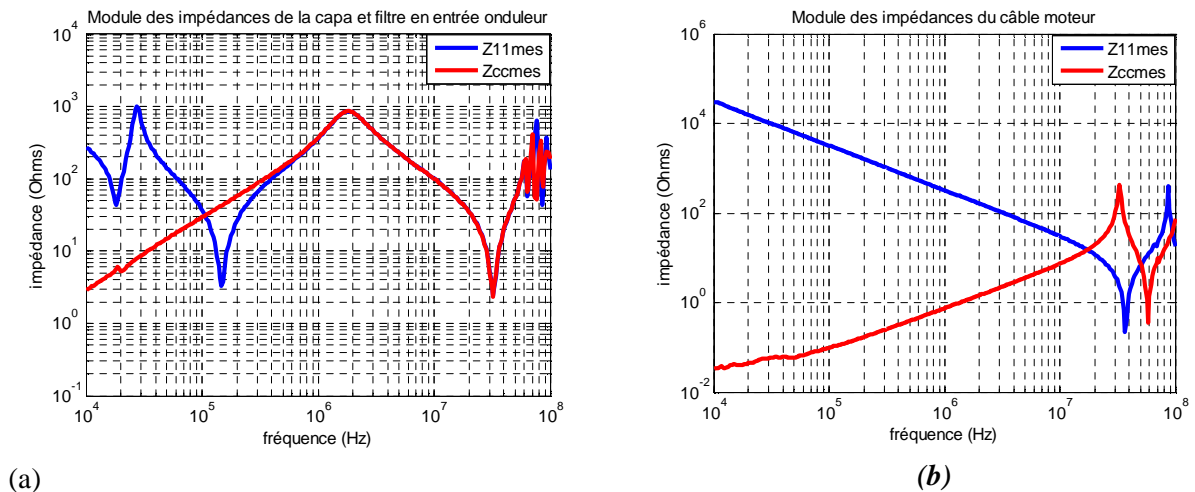 Module des impédances de la capa et filtre en entrée onduleur
10^4
10^3
10^2
10^1
10^0
10^-1
impédance (Ohms)
Z11mes
Zccmes
10^4 10^5 10^6 10^7 10^8
fréquence (Hz)
(a)
Module des impédances du câble moteur
10^6
10^4
10^2
10^0
10^-2
impédance (Ohms)
Z11mes
Zccmes
10^4 10^5 10^6 10^7 10^8
fréquence (Hz)
(b)